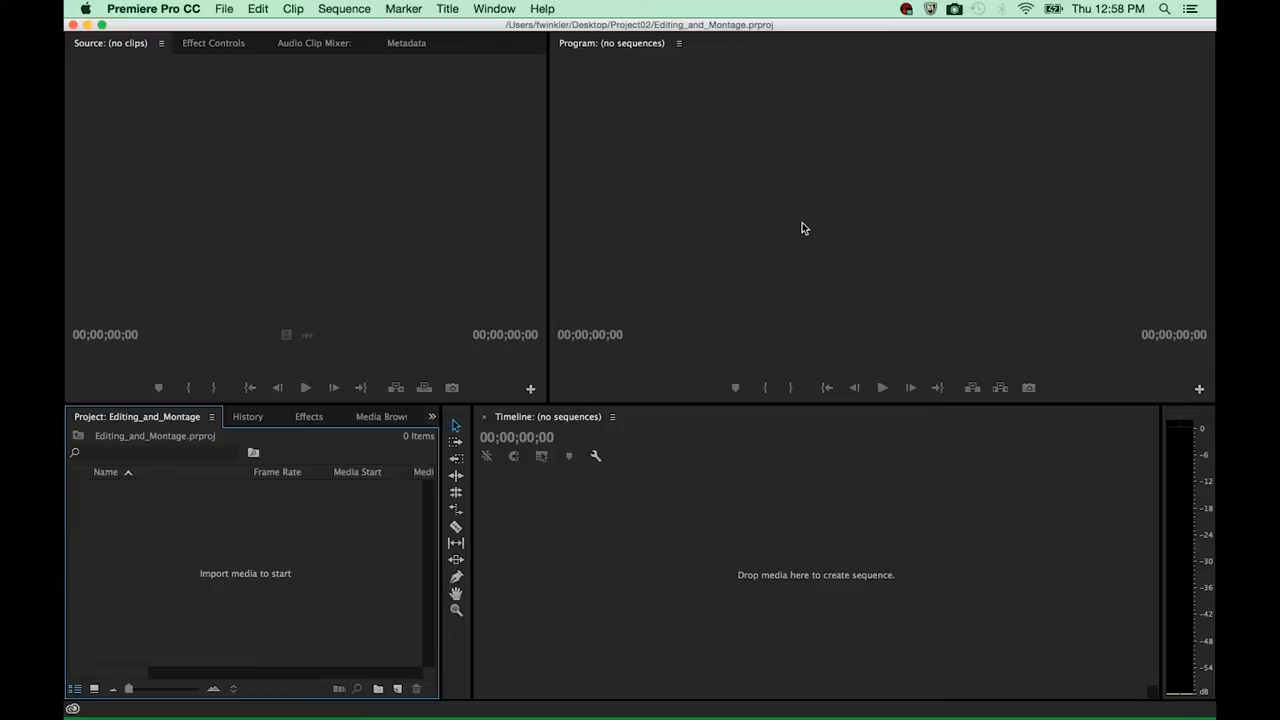 Premiere Pro CC File Edit Clip Sequence Marker Title Window Help Thu 12:58 PM
/Users/fwinkler/Desktop/Project02/Editing_and_Montage.prproj
Source: (no clips) Effect Controls Audio Clip Mixer: Metadata Program: (no sequences)
00;00;00;00 00;00;00;00 00;00;00;00 00;00;00;00
Project: Editing_and_Montage History Effects Media Brows Timeline: (no sequences)
Editing_and_Montage.prproj 0 Items 00;00;00;00
Name Frame Rate Media Start Medi
Import media to start
Drop media here to create sequence.
0
-6
-12
-18
-24
-30
-36
-42
-48
-54
dB